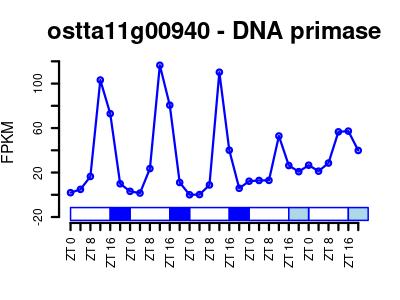 ostta11g00940 - DNA primase
FPKM
100
60
20
-20
ZT 0
ZT 8
ZT 16
ZT 0
ZT 8
ZT 16
ZT 0
ZT 8
ZT 16
ZT 0
ZT 8
ZT 16
ZT 0
ZT 8
ZT 16